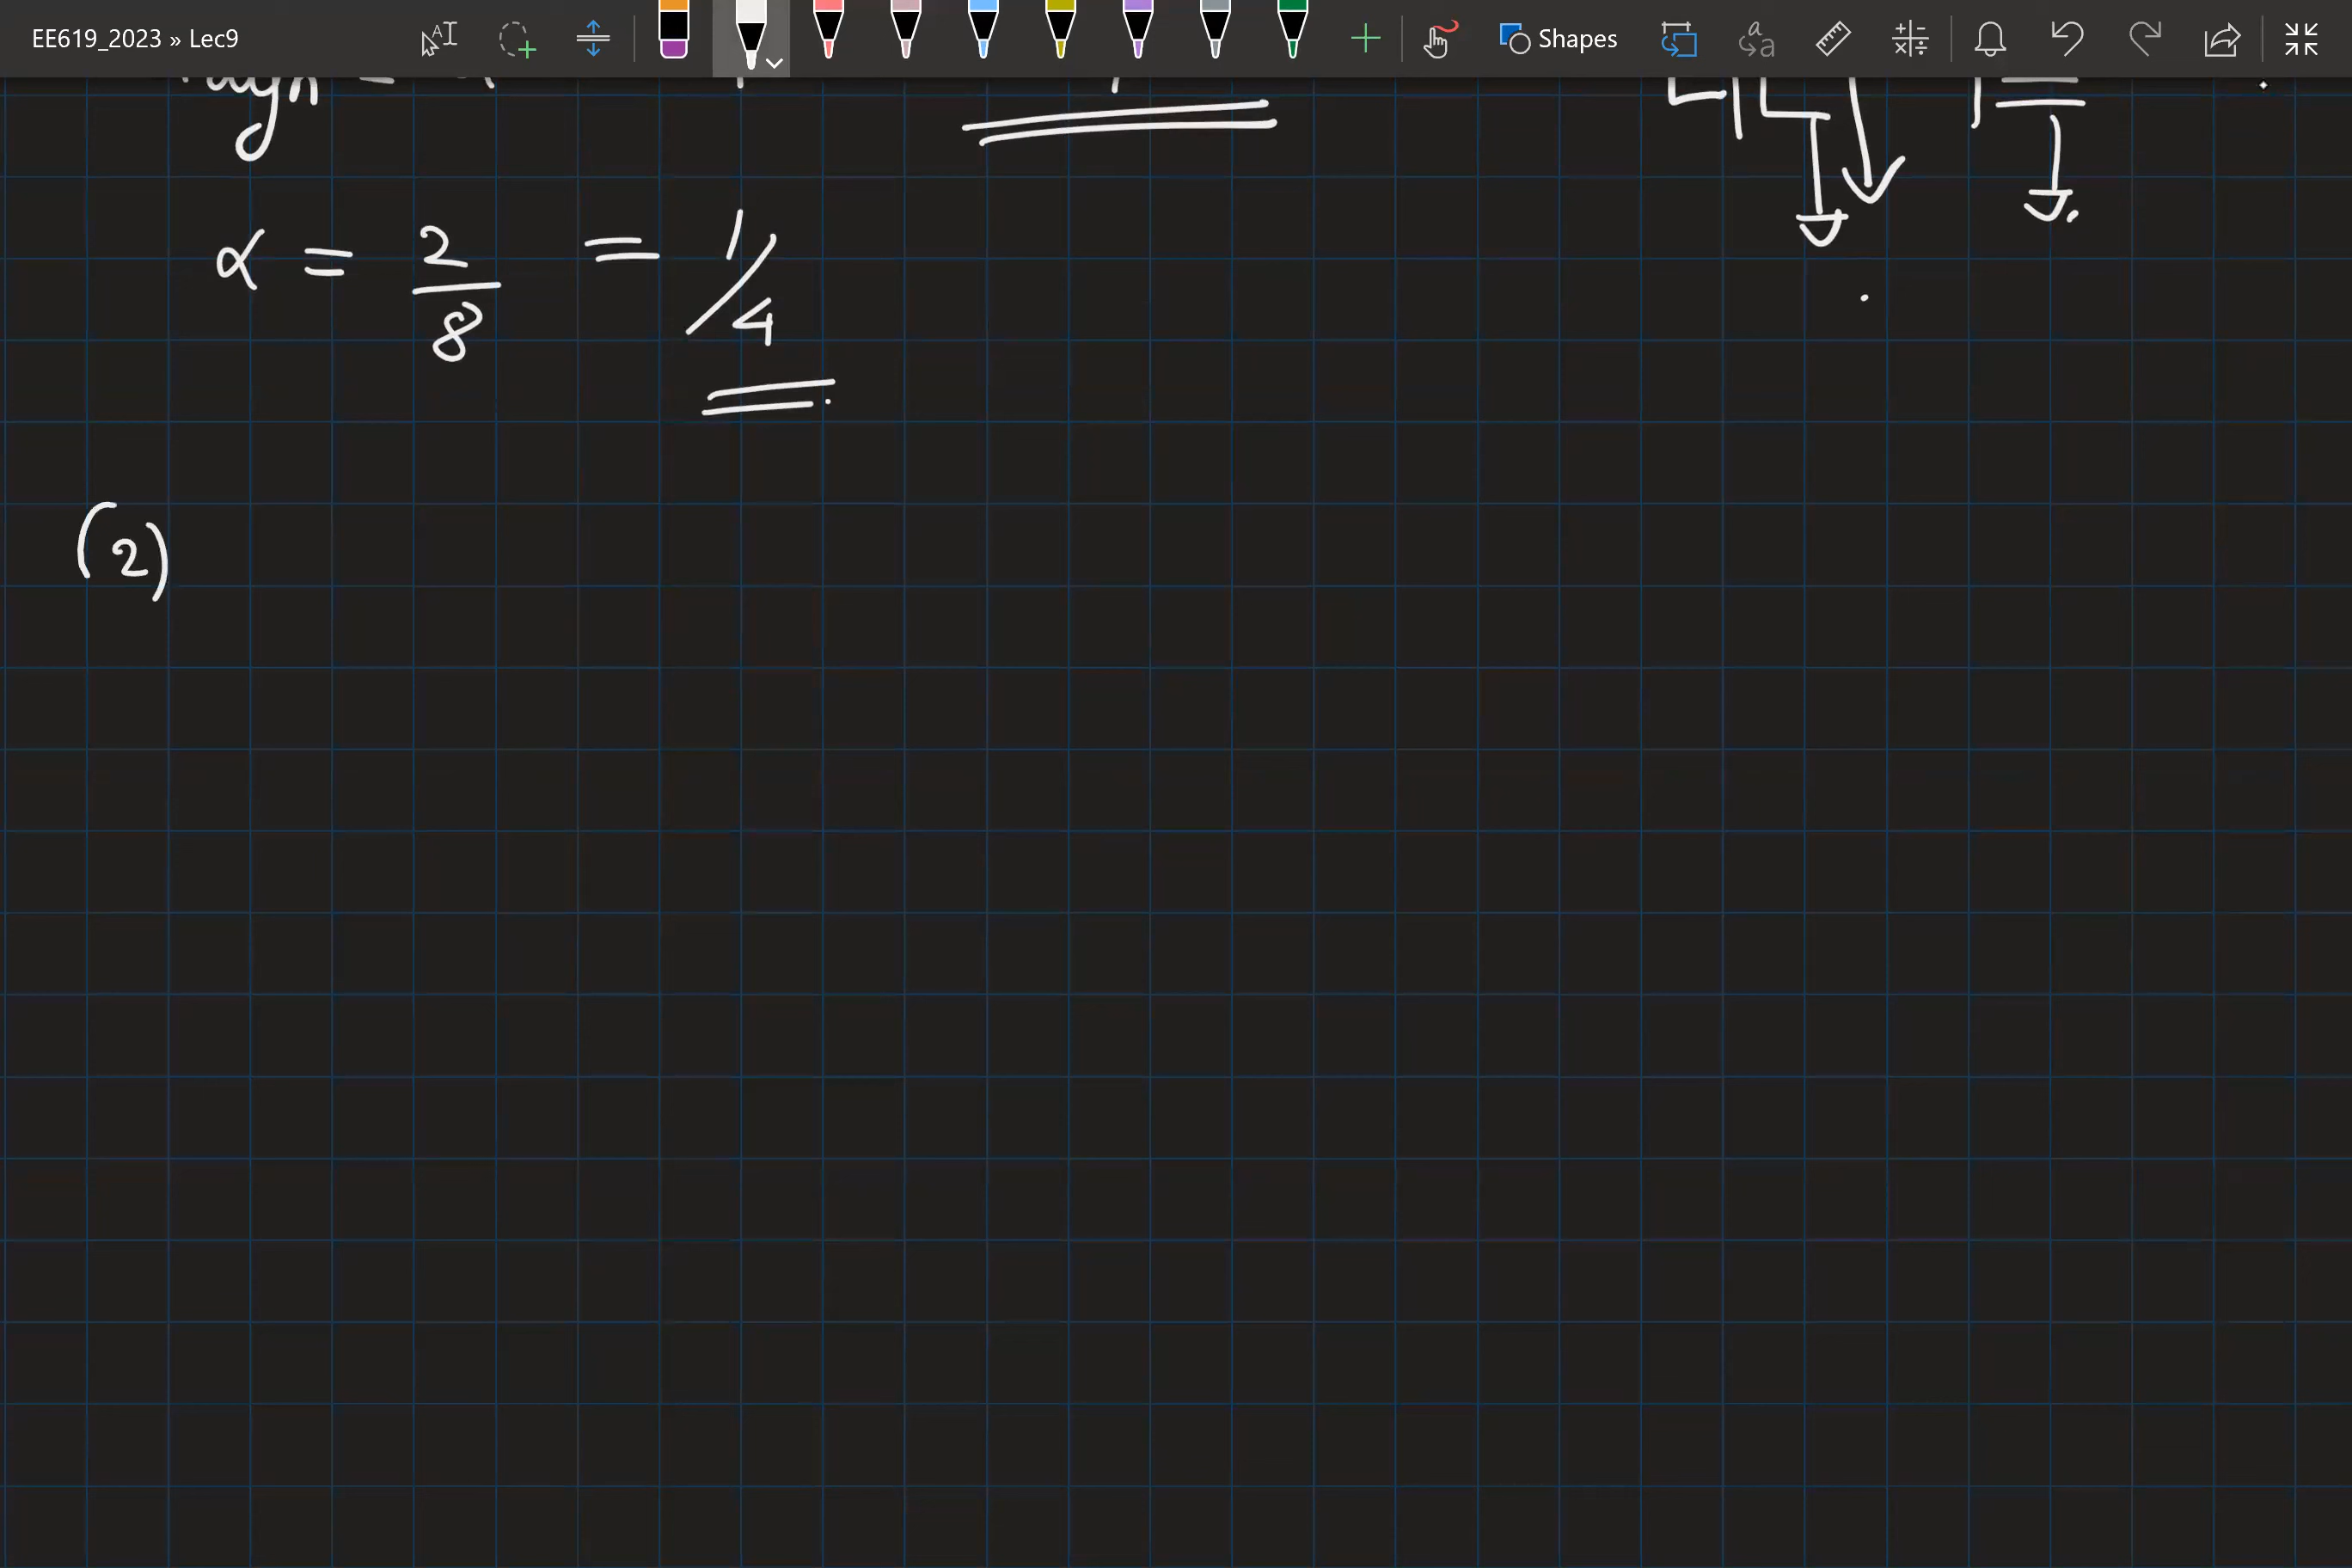 EE619_2023 » Lec9
Shapes
α = 2/8 = 1/4
(2)